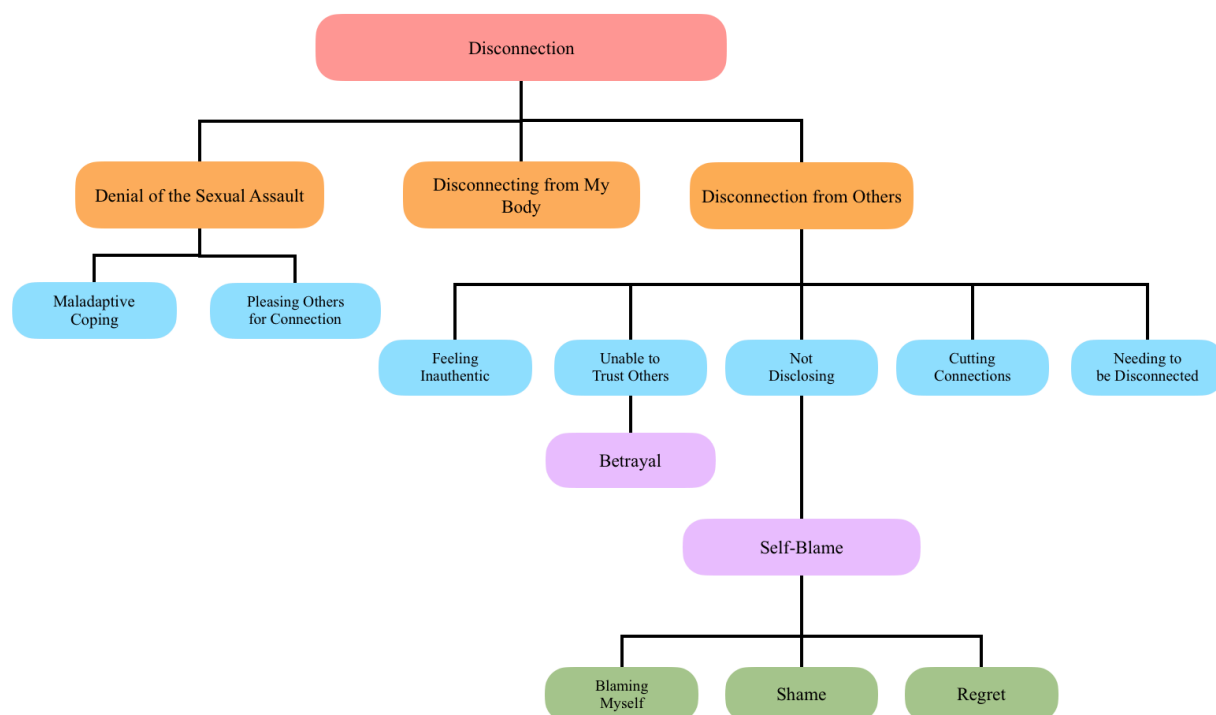 Disconnection
Denial of the Sexual Assault
Disconnecting from My
Body
Disconnection from Others
Maladaptive
Coping
Pleasing Others
for Connection
Feeling
Inauthentic
Unable to
Trust Others
Not
Disclosing
Cutting
Connections
Needing to
be Disconnected
Betrayal
Self-Blame
Blaming
Myself
Shame
Regret